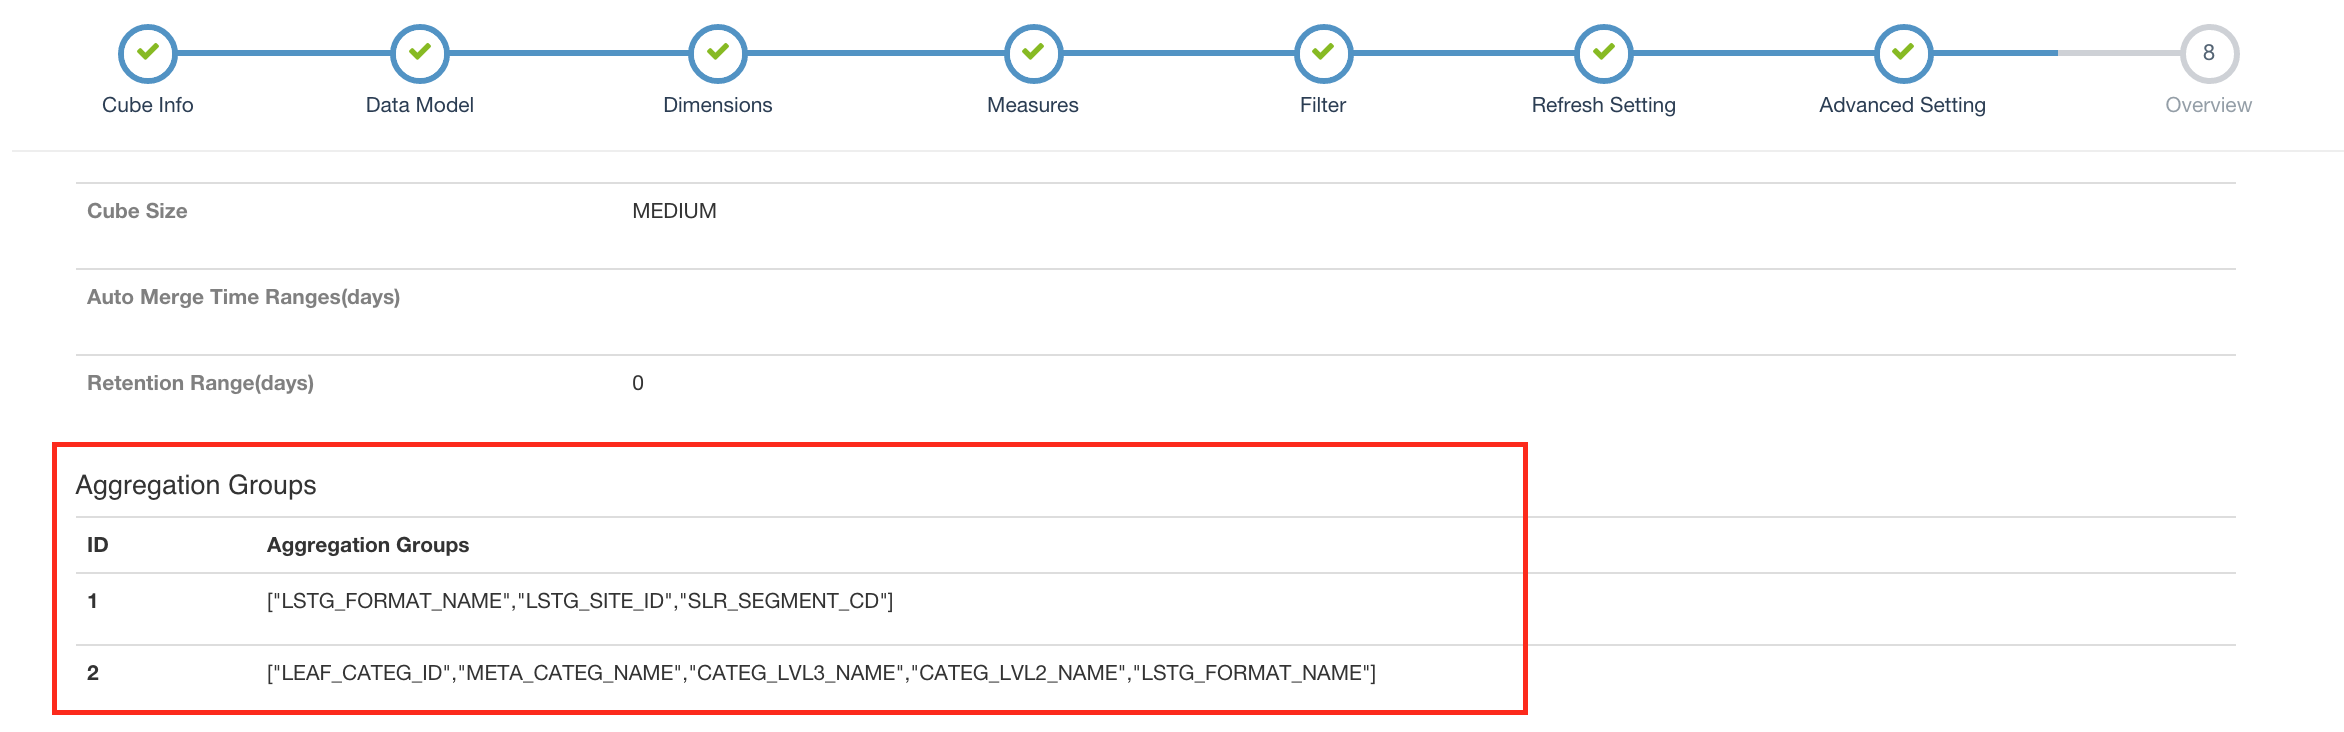 8
Cube Info Data Model Dimensions Measures Filter Refresh Setting Advanced Setting Overview
Cube Size MEDIUM
Auto Merge Time Ranges(days)
Retention Range(days) 0
Aggregation Groups
ID Aggregation Groups
1 ["LSTG_FORMAT_NAME","LSTG_SITE_ID","SLR_SEGMENT_CD"]
2 ["LEAF_CATEG_ID","META_CATEG_NAME","CATEG_LVL3_NAME","CATEG_LVL2_NAME","LSTG_FORMAT_NAME"]